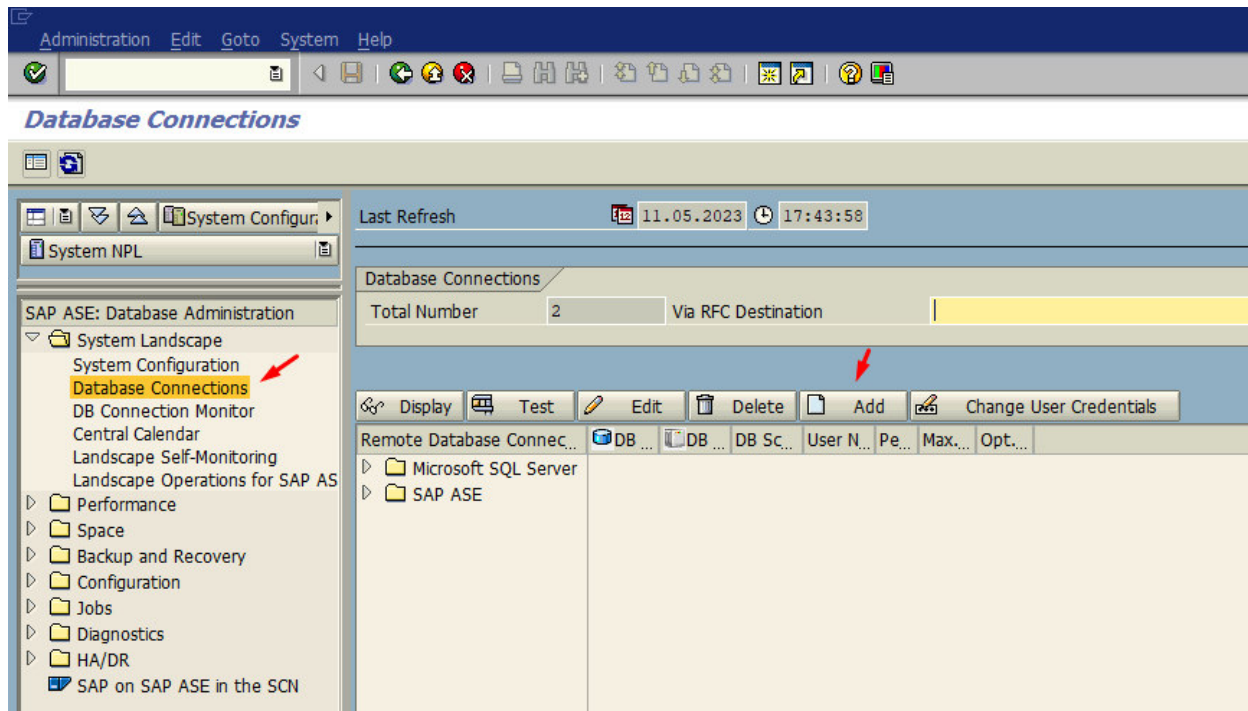 Administration Edit Goto System Help
Database Connections
System Configur
System NPL
SAP ASE: Database Administration
System Landscape
System Configuration
Database Connections
DB Connection Monitor
Central Calendar
Landscape Self-Monitoring
Landscape Operations for SAP AS
Performance
Space
Backup and Recovery
Configuration
Jobs
Diagnostics
HA/DR
SAP on SAP ASE in the SCN
Last Refresh 11.05.2023 17:43:58
Database Connections
Total Number 2 Via RFC Destination
Display Test Edit Delete Add Change User Credentials
Remote Database Connec... DB ... DB ... DB Sc... User N... Pe... Max... Opt...
Microsoft SQL Server
SAP ASE